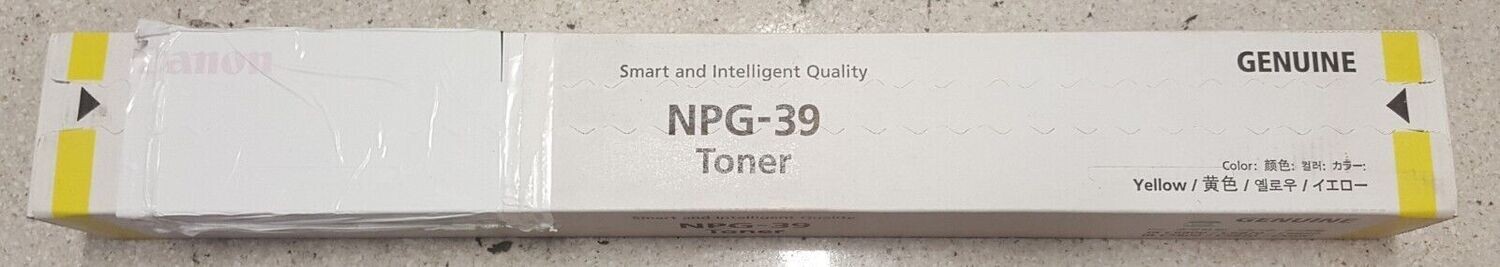 Canon
Smart and Intelligent Quality
GENUINE
NPG-39
Toner
Color: 颜色: 컬러: カラー:
Yellow / 黄色 / 옐로우 / イエロー
Smart and Intelligent Quality
GENUINE
NPG-39
Toner